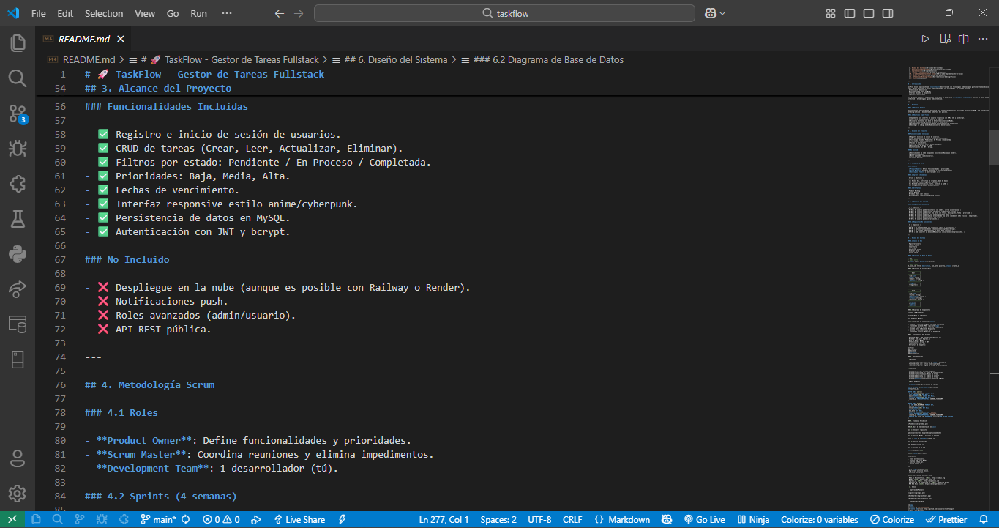 File Edit Selection View Go Run ··· taskflow
README.md
README.md > # 🚀 TaskFlow - Gestor de Tareas Fullstack > ## 6. Diseño del Sistema > ### 6.2 Diagrama de Base de Datos
1 # 🚀 TaskFlow - Gestor de Tareas Fullstack
54 ## 3. Alcance del Proyecto
56 ### Funcionalidades Incluidas
57
58 - ✅ Registro e inicio de sesión de usuarios.
59 - ✅ CRUD de tareas (Crear, Leer, Actualizar, Eliminar).
60 - ✅ Filtros por estado: Pendiente / En Proceso / Completada.
61 - ✅ Prioridades: Baja, Media, Alta.
62 - ✅ Fechas de vencimiento.
63 - ✅ Interfaz responsive estilo anime/cyberpunk.
64 - ✅ Persistencia de datos en MySQL.
65 - ✅ Autenticación con JWT y bcrypt.
66
67 ### No Incluido
68
69 - ❌ Despliegue en la nube (aunque es posible con Railway o Render).
70 - ❌ Notificaciones push.
71 - ❌ Roles avanzados (admin/usuario).
72 - ❌ API REST pública.
73
74 ---
75
76 ## 4. Metodología Scrum
77
78 ### 4.1 Roles
79
80 - **Product Owner**: Define funcionalidades y prioridades.
81 - **Scrum Master**: Coordina reuniones y elimina impedimentos.
82 - **Development Team**: 1 desarrollador (tú).
83
84 ### 4.2 Sprints (4 semanas)
85
3
main* 0 0 Live Share Ln 277, Col 1 Spaces: 2 UTF-8 CRLF {} Markdown Go Live Ninja Colorize: 0 variables Colorize Prettier